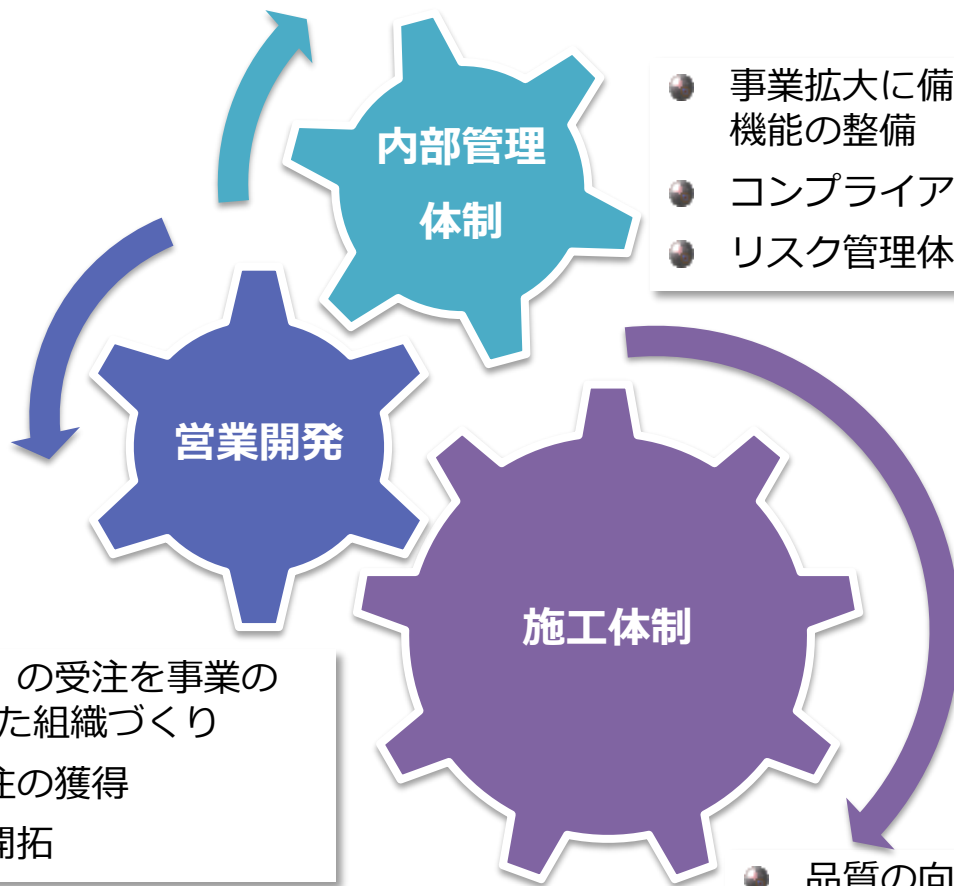 内部管理
体制
事業拡大に備
機能の整備
コンプライア
リスク管理体
営業開発
施工体制
の受注を事業の
た組織づくり
注の獲得
開拓
品質の向